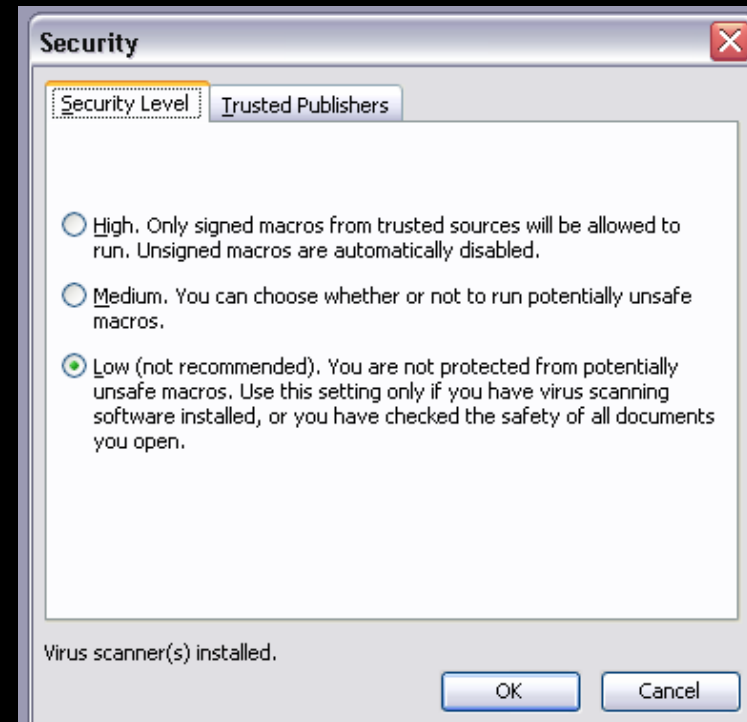 Security
Security Level
Trusted Publishers
High. Only signed macros from trusted sources will be allowed to
run. Unsigned macros are automatically disabled.
Medium. You can choose whether or not to run potentially unsafe
macros.
Low (not recommended). You are not protected from potentially
unsafe macros. Use this setting only if you have virus scanning
software installed, or you have checked the safety of all documents
you open.
Virus scanner(s) installed.
OK
Cancel